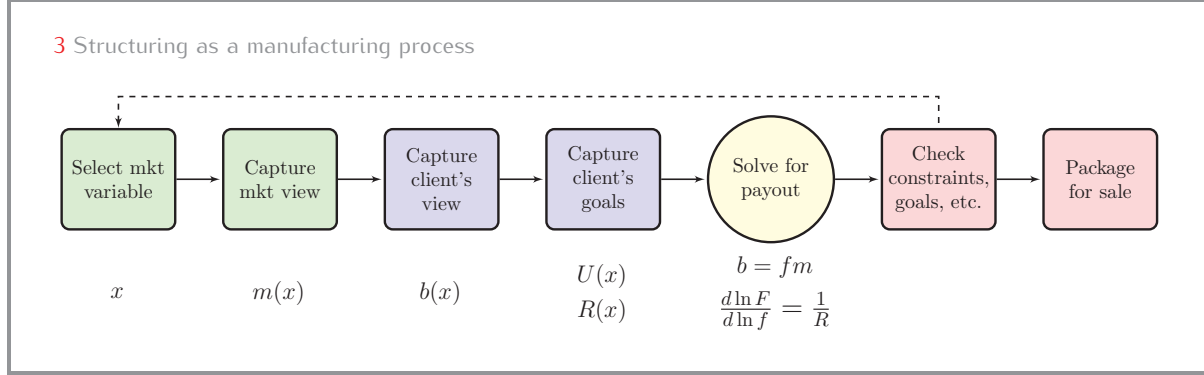 3 Structuring as a manufacturing process
Select mkt
variable
Capture
mkt view
Capture
client's
view
Capture
client's
goals
Solve for
payout
Check
constraints,
goals, etc.
Package
for sale
x
m(x)
b(x)
U(x)
R(x)
b = fm
d ln F / d ln f = 1 / R